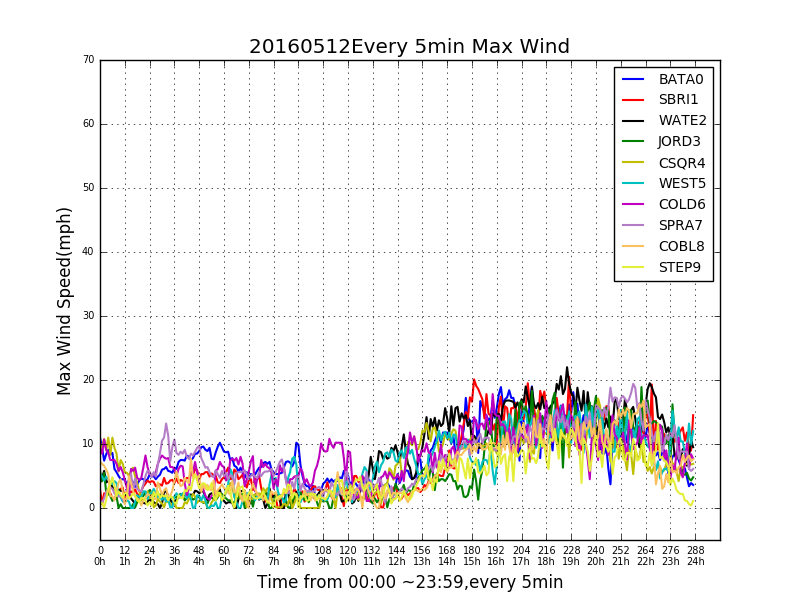 20160512Every 5min Max Wind
70
60
50
40
30
20
10
0
Max Wind Speed(mph)
BATA0
SBRI1
WATE2
JORD3
CSQR4
WEST5
COLD6
SPRA7
COBL8
STEP9
0 12 24 36 48 60 72 84 96 108 120 132 144 156 168 180 192 204 216 228 240 252 264 276 288
0h 1h 2h 3h 4h 5h 6h 7h 8h 9h 10h 11h 12h 13h 14h 15h 16h 17h 18h 19h 20h 21h 22h 23h 24h
Time from 00:00 ~23:59,every 5min